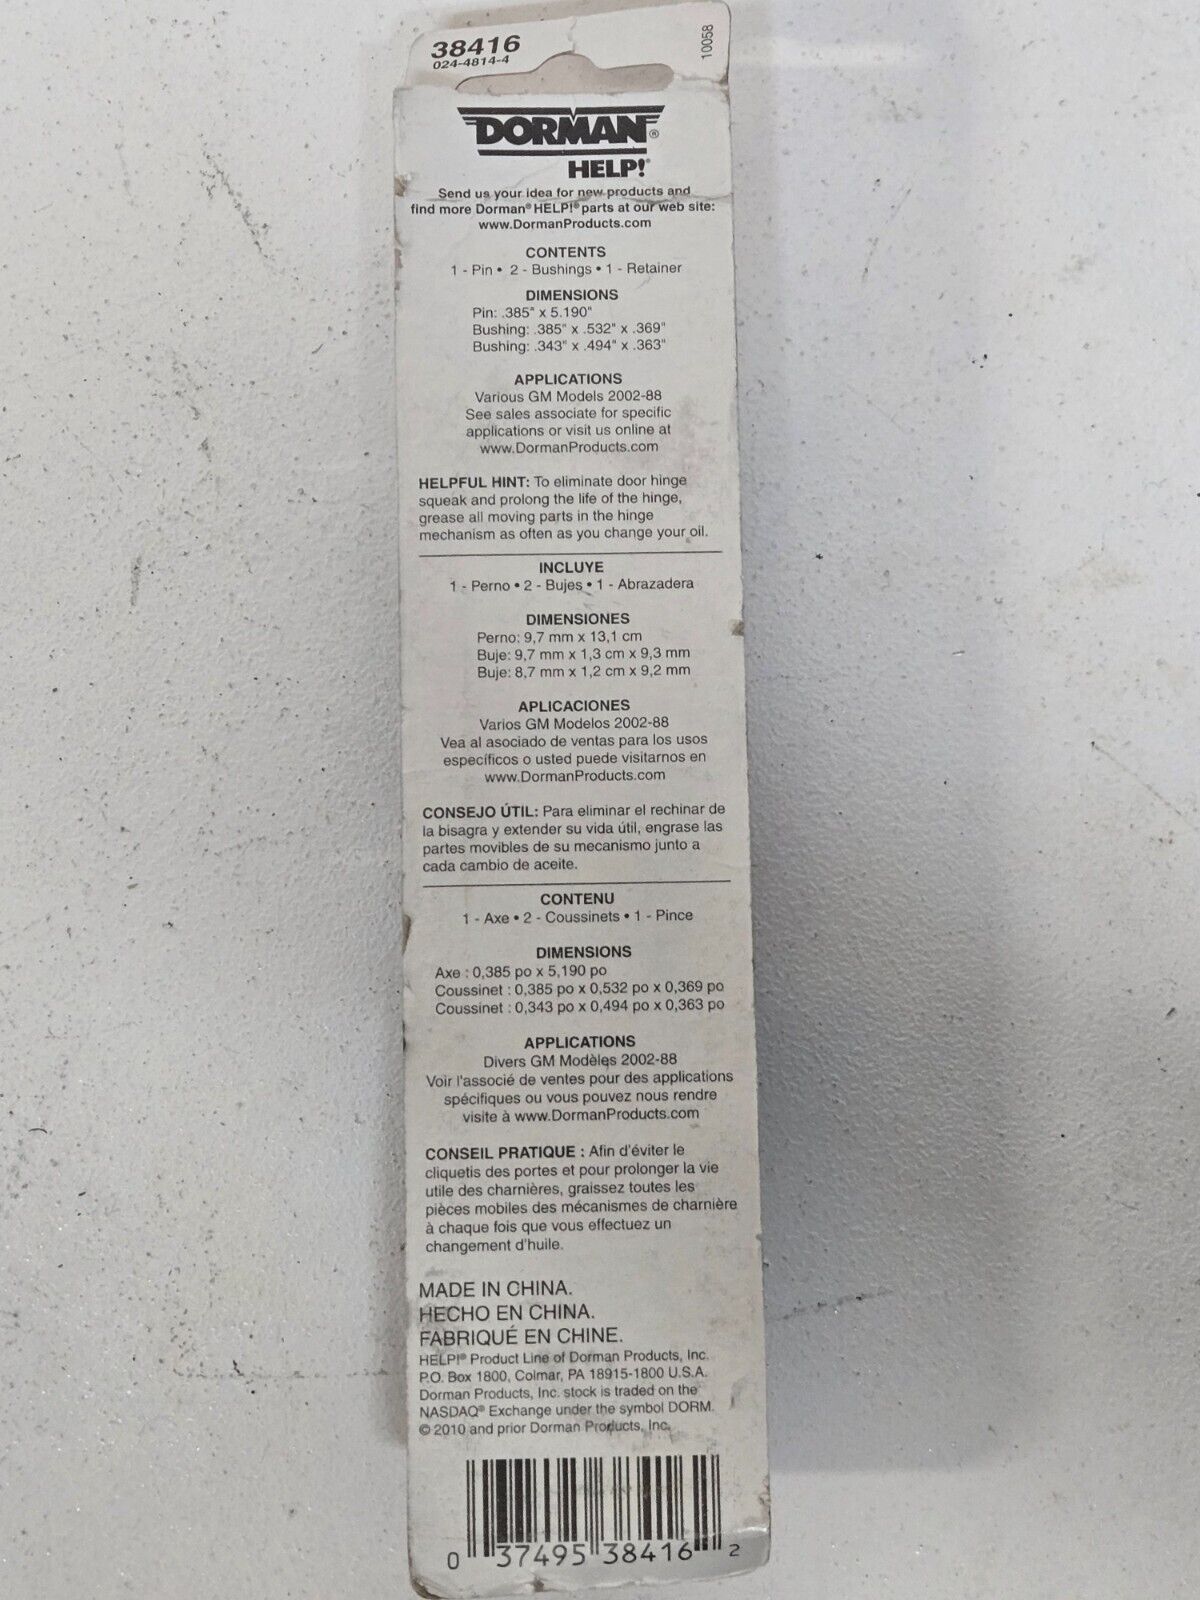 38416
024-4814-4
10058
DORMAN®
HELP!®
Send us your idea for new products and
find more Dorman® HELP!® parts at our web site:
www.DormanProducts.com
CONTENTS
1 - Pin • 2 - Bushings • 1 - Retainer
DIMENSIONS
Pin: .385" x 5.190"
Bushing: .385" x .532" x .369"
Bushing: .343" x .494" x .363"
APPLICATIONS
Various GM Models 2002-88
See sales associate for specific
applications or visit us online at
www.DormanProducts.com
HELPFUL HINT: To eliminate door hinge
squeak and prolong the life of the hinge,
grease all moving parts in the hinge
mechanism as often as you change your oil.
INCLUYE
1 - Perno • 2 - Bujes • 1 - Abrazadera
DIMENSIONES
Perno: 9,7 mm x 13,1 cm
Buje: 9,7 mm x 1,3 cm x 9,3 mm
Buje: 8,7 mm x 1,2 cm x 9,2 mm
APLICACIONES
Varios GM Modelos 2002-88
Vea al asociado de ventas para los usos
específicos o usted puede visitarnos en
www.DormanProducts.com
CONSEJO ÚTIL: Para eliminar el rechinar de
la bisagra y extender su vida útil, engrase las
partes movibles de su mecanismo junto a
cada cambio de aceite.
CONTENU
1 - Axe • 2 - Coussinets • 1 - Pince
DIMENSIONS
Axe : 0,385 po x 5,190 po
Coussinet : 0,385 po x 0,532 po x 0,369 po
Coussinet : 0,343 po x 0,494 po x 0,363 po
APPLICATIONS
Divers GM Modèles 2002-88
Voir l'associé de ventes pour des applications
spécifiques ou vous pouvez nous rendre
visite à www.DormanProducts.com
CONSEIL PRATIQUE : Afin d'éviter le
cliquetis des portes et pour prolonger la vie
utile des charnières, graissez toutes les
pièces mobiles des mécanismes de charnière
à chaque fois que vous effectuez un
changement d'huile.
MADE IN CHINA.
HECHO EN CHINA.
FABRIQUÉ EN CHINE.
HELP!® Product Line of Dorman Products, Inc.
P.O. Box 1800, Colmar, PA 18915-1800 U.S.A.
Dorman Products, Inc. stock is traded on the
NASDAQ® Exchange under the symbol DORM.
© 2010 and prior Dorman Products, Inc.
0 37495 38416 2